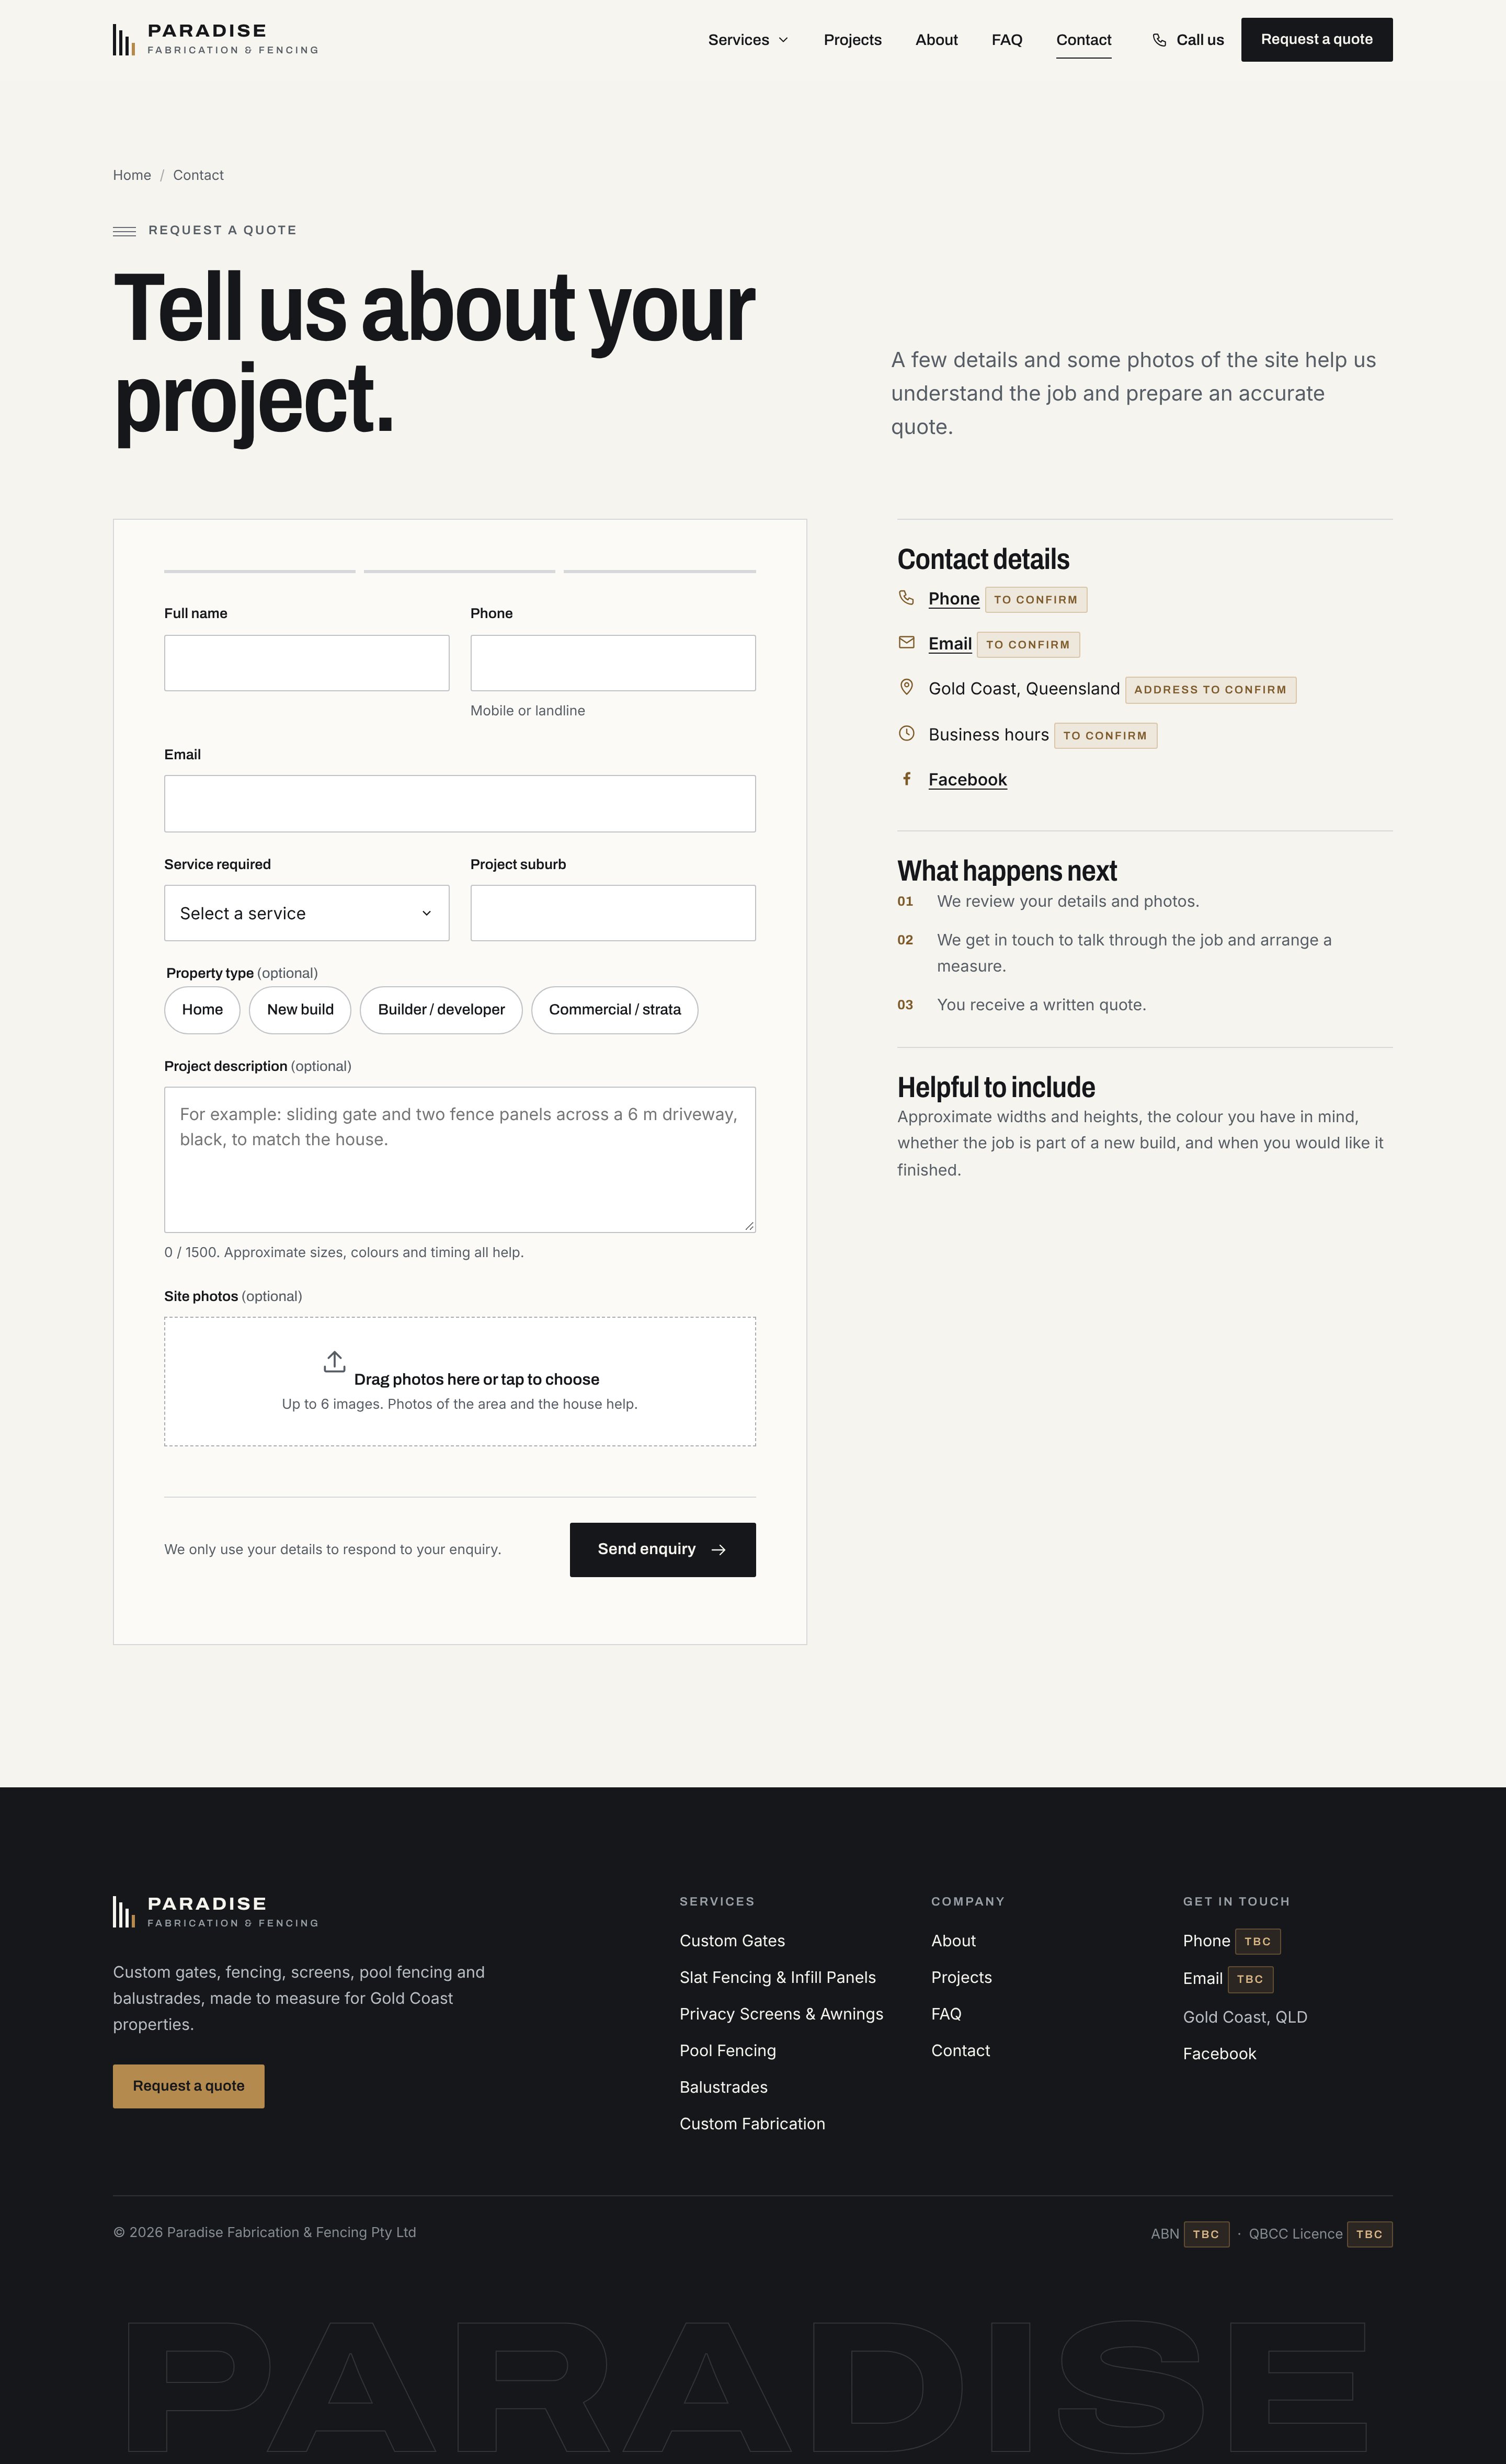 PARADISE
FABRICATION & FENCING
Services
Projects
About
FAQ
Contact
Call us
Request a quote
Home / Contact
REQUEST A QUOTE
Tell us about your
project.
A few details and some photos of the site help us
understand the job and prepare an accurate
quote.
Full name
Phone
Mobile or landline
Email
Service required
Project suburb
Select a service
Property type (optional)
Home
New build
Builder / developer
Commercial / strata
Project description (optional)
For example: sliding gate and two fence panels across a 6 m driveway,
black, to match the house.
0 / 1500. Approximate sizes, colours and timing all help.
Site photos (optional)
Drag photos here or tap to choose
Up to 6 images. Photos of the area and the house help.
We only use your details to respond to your enquiry.
Send enquiry
Contact details
Phone TO CONFIRM
Email TO CONFIRM
Gold Coast, Queensland ADDRESS TO CONFIRM
Business hours TO CONFIRM
Facebook
What happens next
01 We review your details and photos.
02 We get in touch to talk through the job and arrange a
measure.
03 You receive a written quote.
Helpful to include
Approximate widths and heights, the colour you have in mind,
whether the job is part of a new build, and when you would like it
finished.
PARADISE
FABRICATION & FENCING
Custom gates, fencing, screens, pool fencing and
balustrades, made to measure for Gold Coast
properties.
Request a quote
SERVICES
Custom Gates
Slat Fencing & Infill Panels
Privacy Screens & Awnings
Pool Fencing
Balustrades
Custom Fabrication
COMPANY
About
Projects
FAQ
Contact
GET IN TOUCH
Phone TBC
Email TBC
Gold Coast, QLD
Facebook
© 2026 Paradise Fabrication & Fencing Pty Ltd
ABN TBC · QBCC Licence TBC
PARADISE